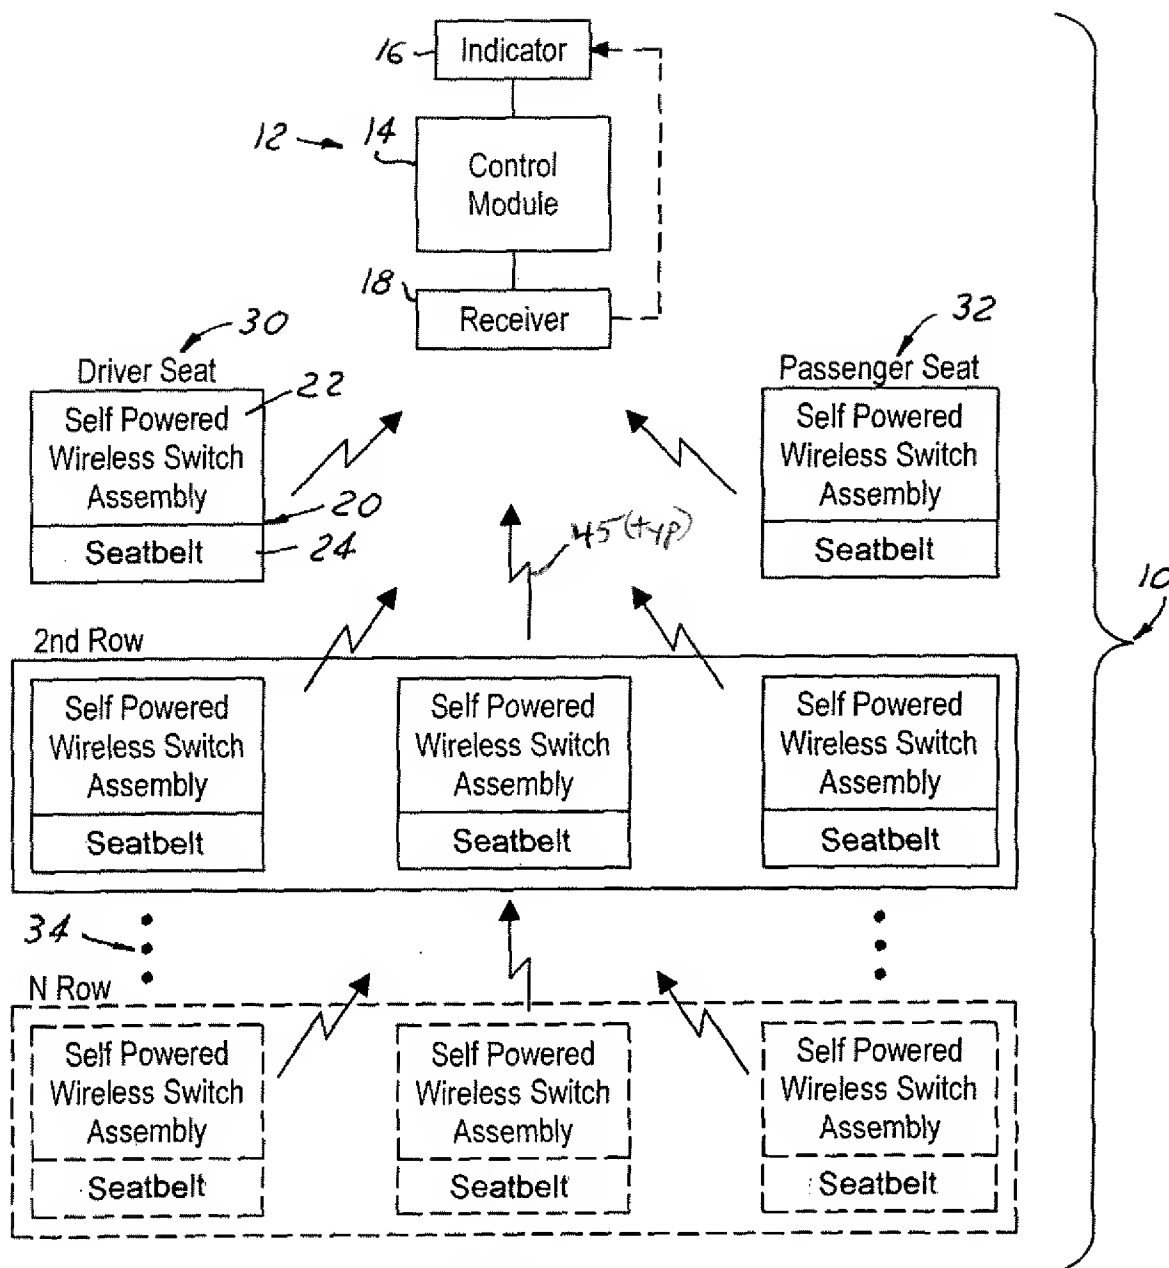 16
Indicator
12
14
Control
Module
18
Receiver
30
Driver Seat
22
Self Powered
Wireless Switch
Assembly
20
Seatbelt
24
32
Passenger Seat
Self Powered
Wireless Switch
Assembly
Seatbelt
45 (typ)
10
2nd Row
Self Powered
Wireless Switch
Assembly
Seatbelt
Self Powered
Wireless Switch
Assembly
Seatbelt
Self Powered
Wireless Switch
Assembly
Seatbelt
34
N Row
Self Powered
Wireless Switch
Assembly
Seatbelt
Self Powered
Wireless Switch
Assembly
Seatbelt
Self Powered
Wireless Switch
Assembly
Seatbelt